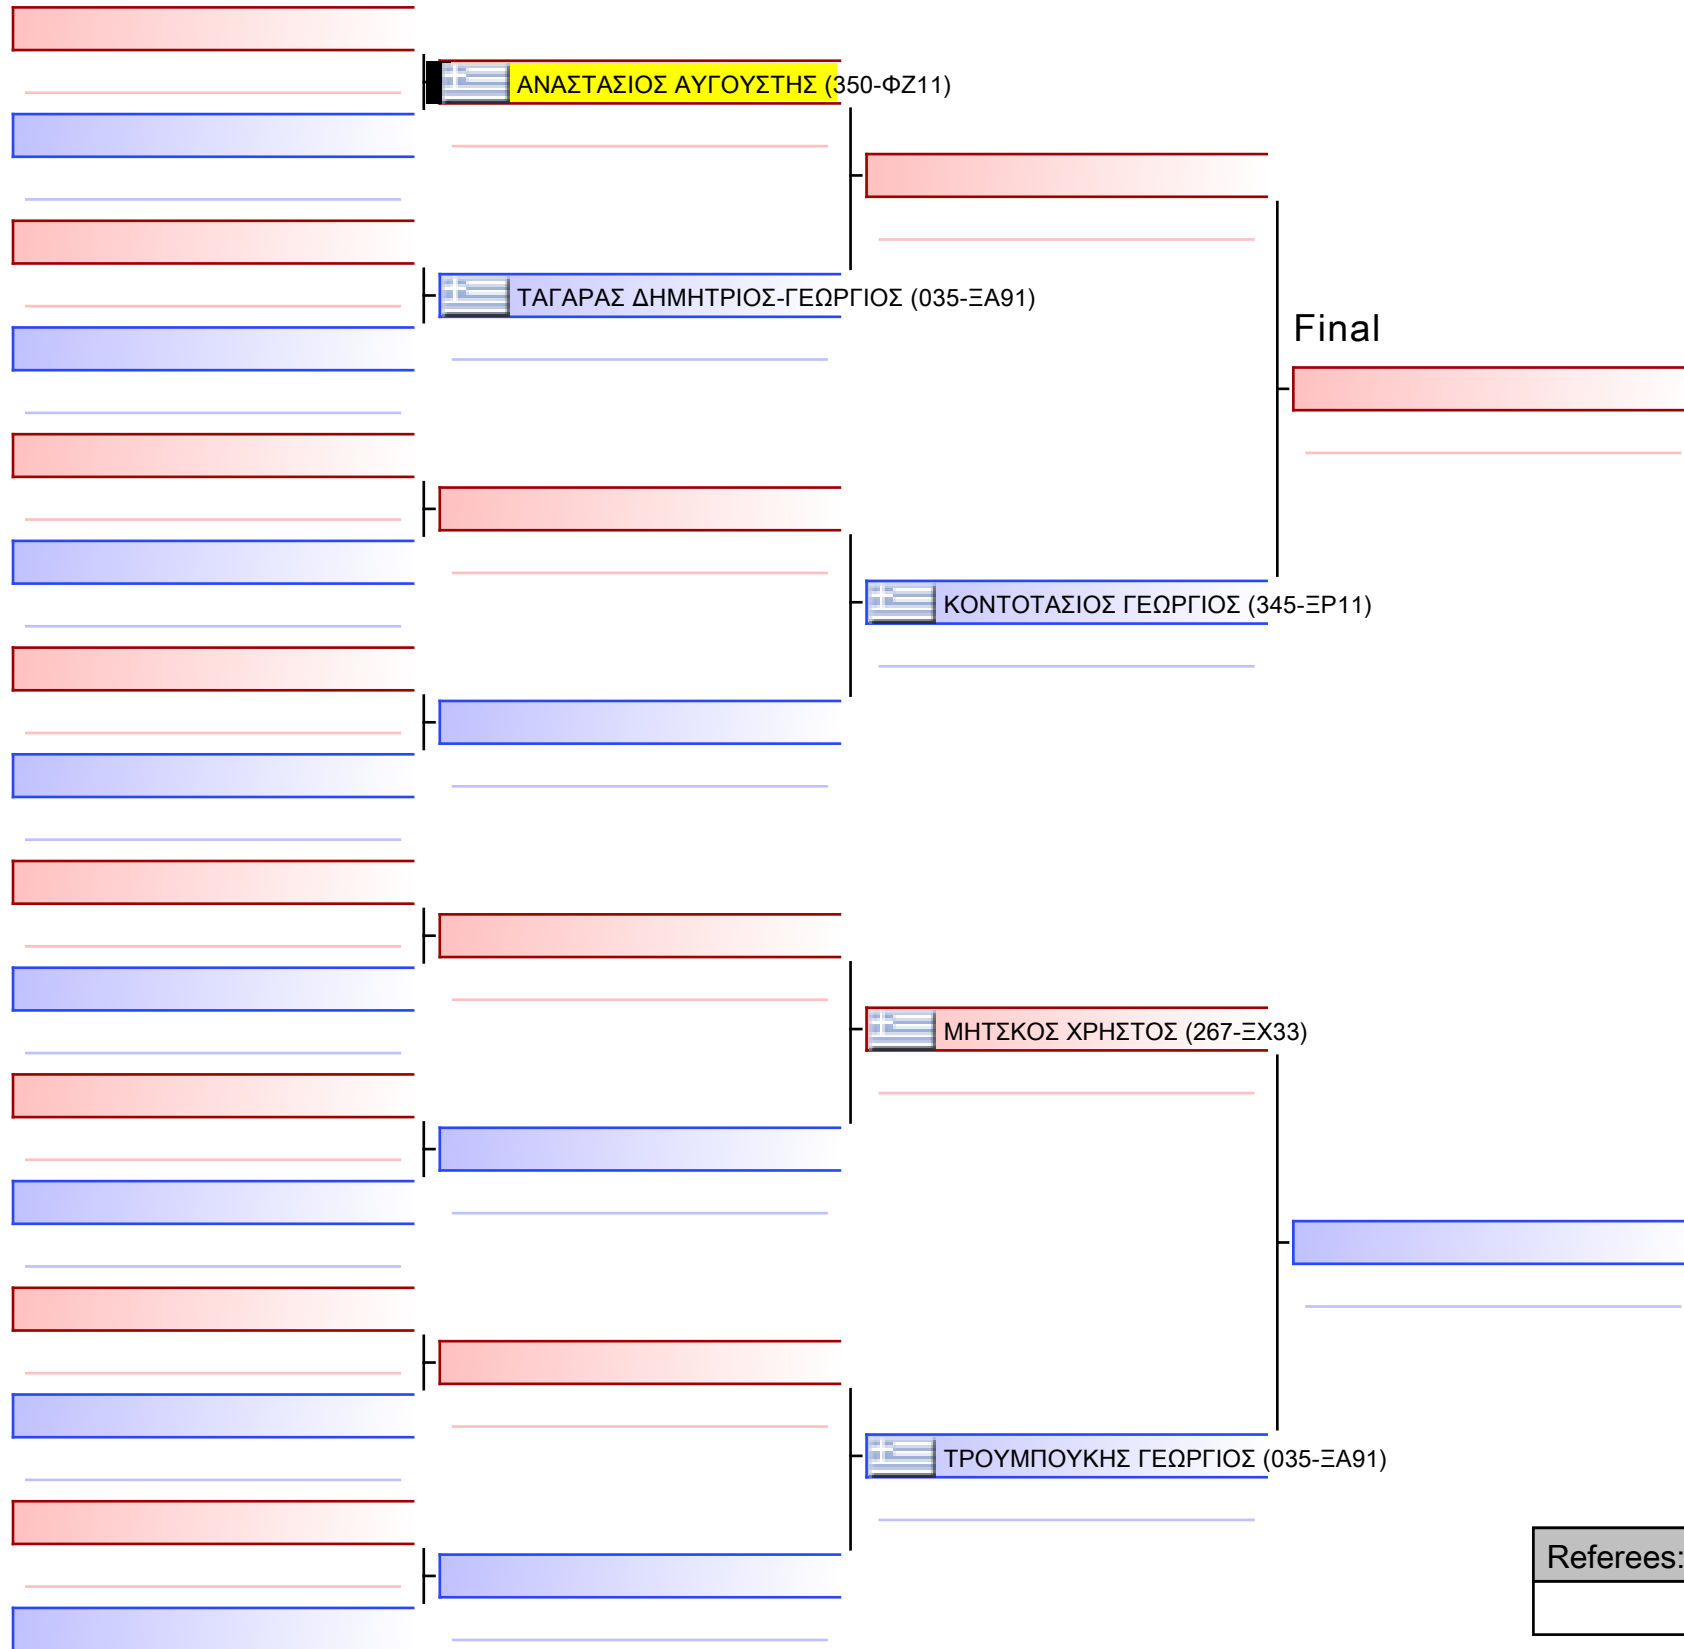 ΑΝΑΣΤΑΣΙΟΣ ΑΥΓΟΥΣΤΗΣ (350-ΦΖ11)
ΤΑΓΑΡΑΣ ΔΗΜΗΤΡΙΟΣ-ΓΕΩΡΓΙΟΣ (035-ΞΑ91)
Final
ΚΟΝΤΟΤΑΣΙΟΣ ΓΕΩΡΓΙΟΣ (345-ΞΡ11)
ΜΗΤΣΚΟΣ ΧΡΗΣΤΟΣ (267-ΞΧ33)
ΤΡΟΥΜΠΟΥΚΗΣ ΓΕΩΡΓΙΟΣ (035-ΞΑ91)
Referees: